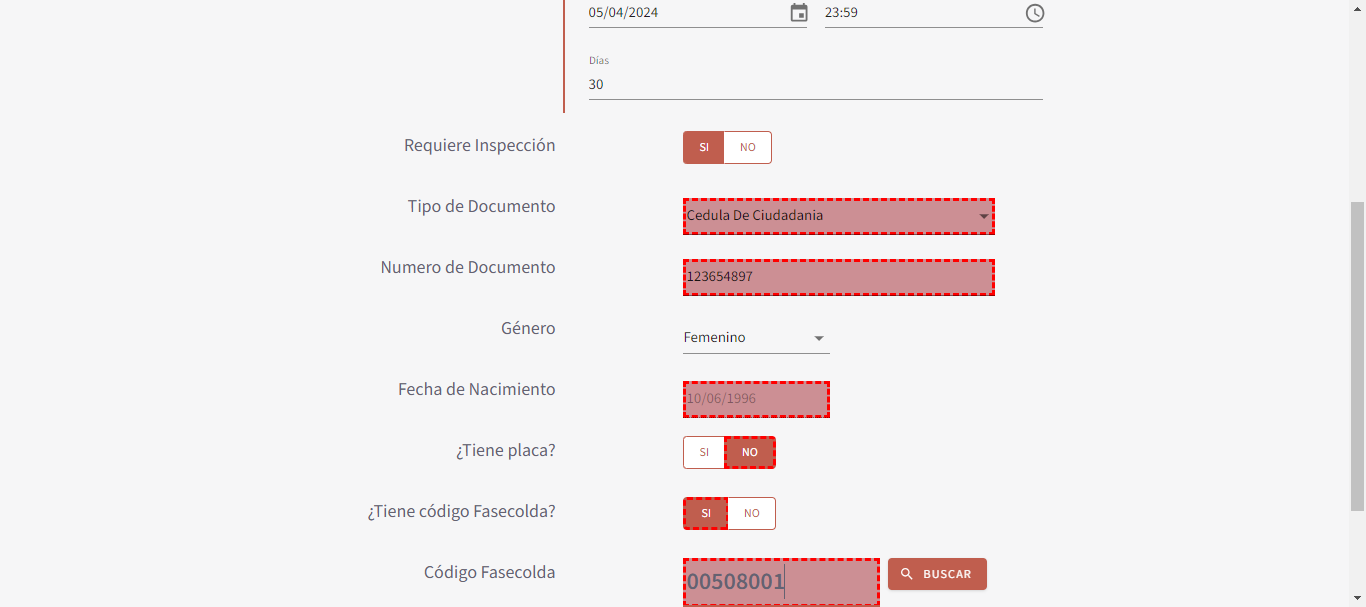 05/04/2024 23:59
Días
30
Requiere Inspección SI NO
Tipo de Documento Cedula De Ciudadania
Numero de Documento 123654897
Género Femenino
Fecha de Nacimiento 10/06/1996
¿Tiene placa? SI NO
¿Tiene código Fasecolda? SI NO
Código Fasecolda 00508001 BUSCAR